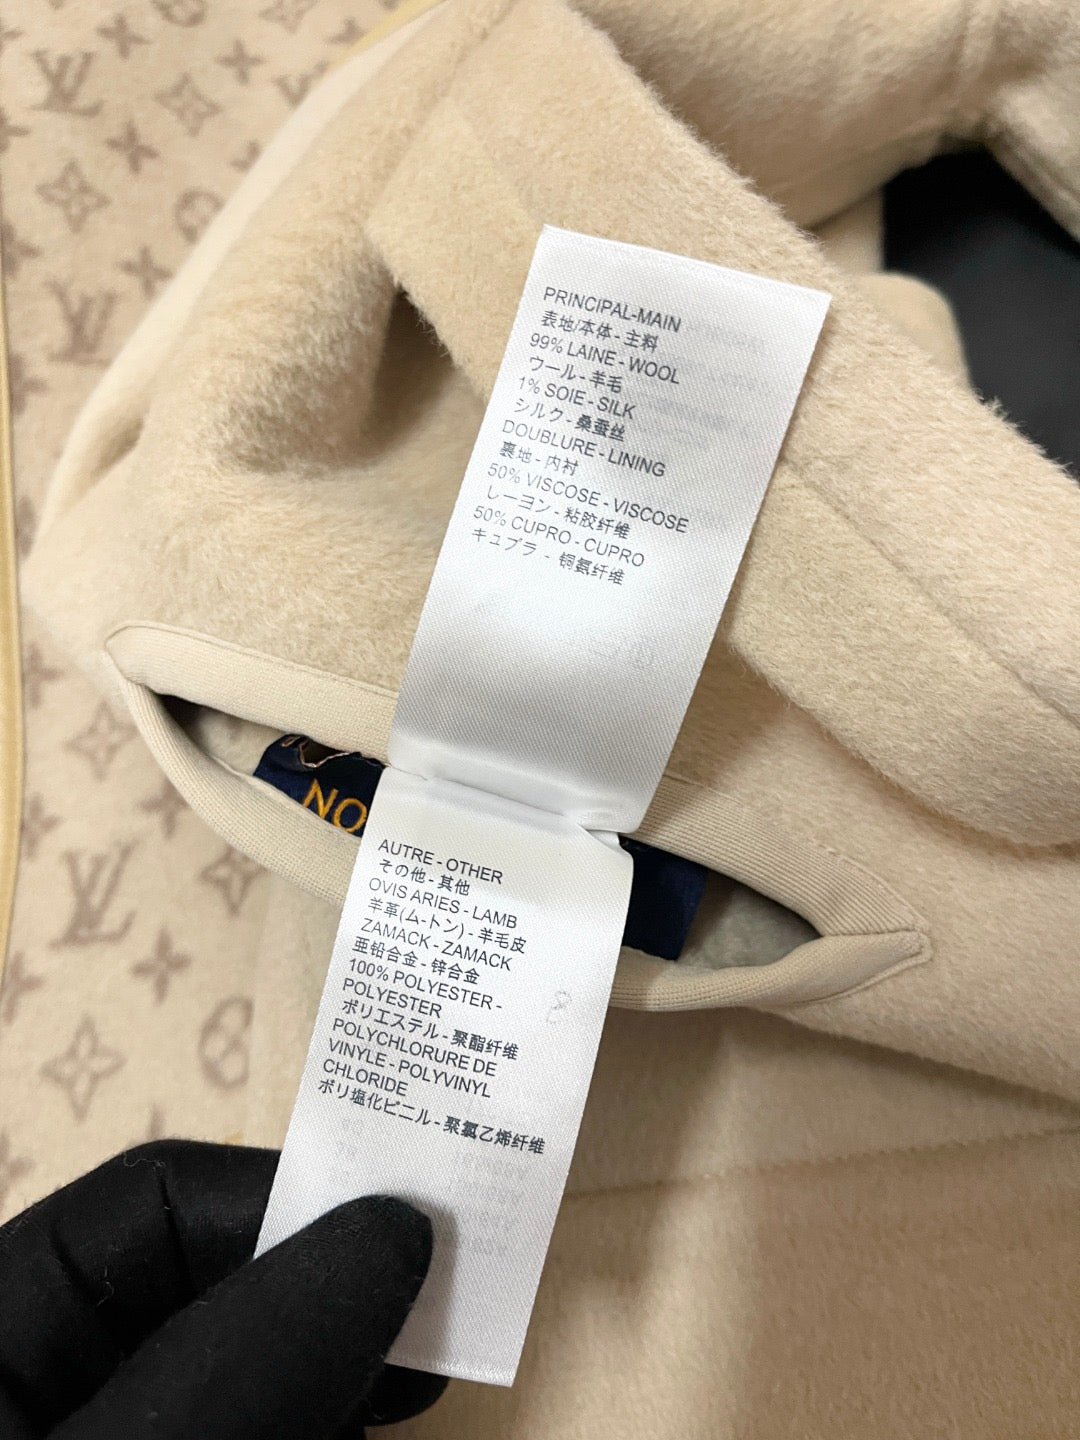 PRINCIPAL-MAIN
表地/本体-主料
99% LAINE-WOOL
ウール-羊毛
1% SOIE-SILK
シルク-桑蚕丝
DOUBLURE-LINING
裏地-内衬
50% VISCOSE-VISCOSE
レーヨン-粘胶纤维
50% CUPRO-CUPRO
キュプラ - 铜氨纤维
NO
AUTRE-OTHER
その他-其他
OVIS ARIES-LAMB
羊革(ムートン)-羊毛皮
ZAMACK-ZAMACK
亜鉛合金-锌合金
100% POLYESTER-
POLYESTER
ポリエステル-聚酯纤维
POLYCHLORURE DE
VINYLE-POLYVINYL
CHLORIDE
ポリ塩化ビニル-聚氯乙烯纤维